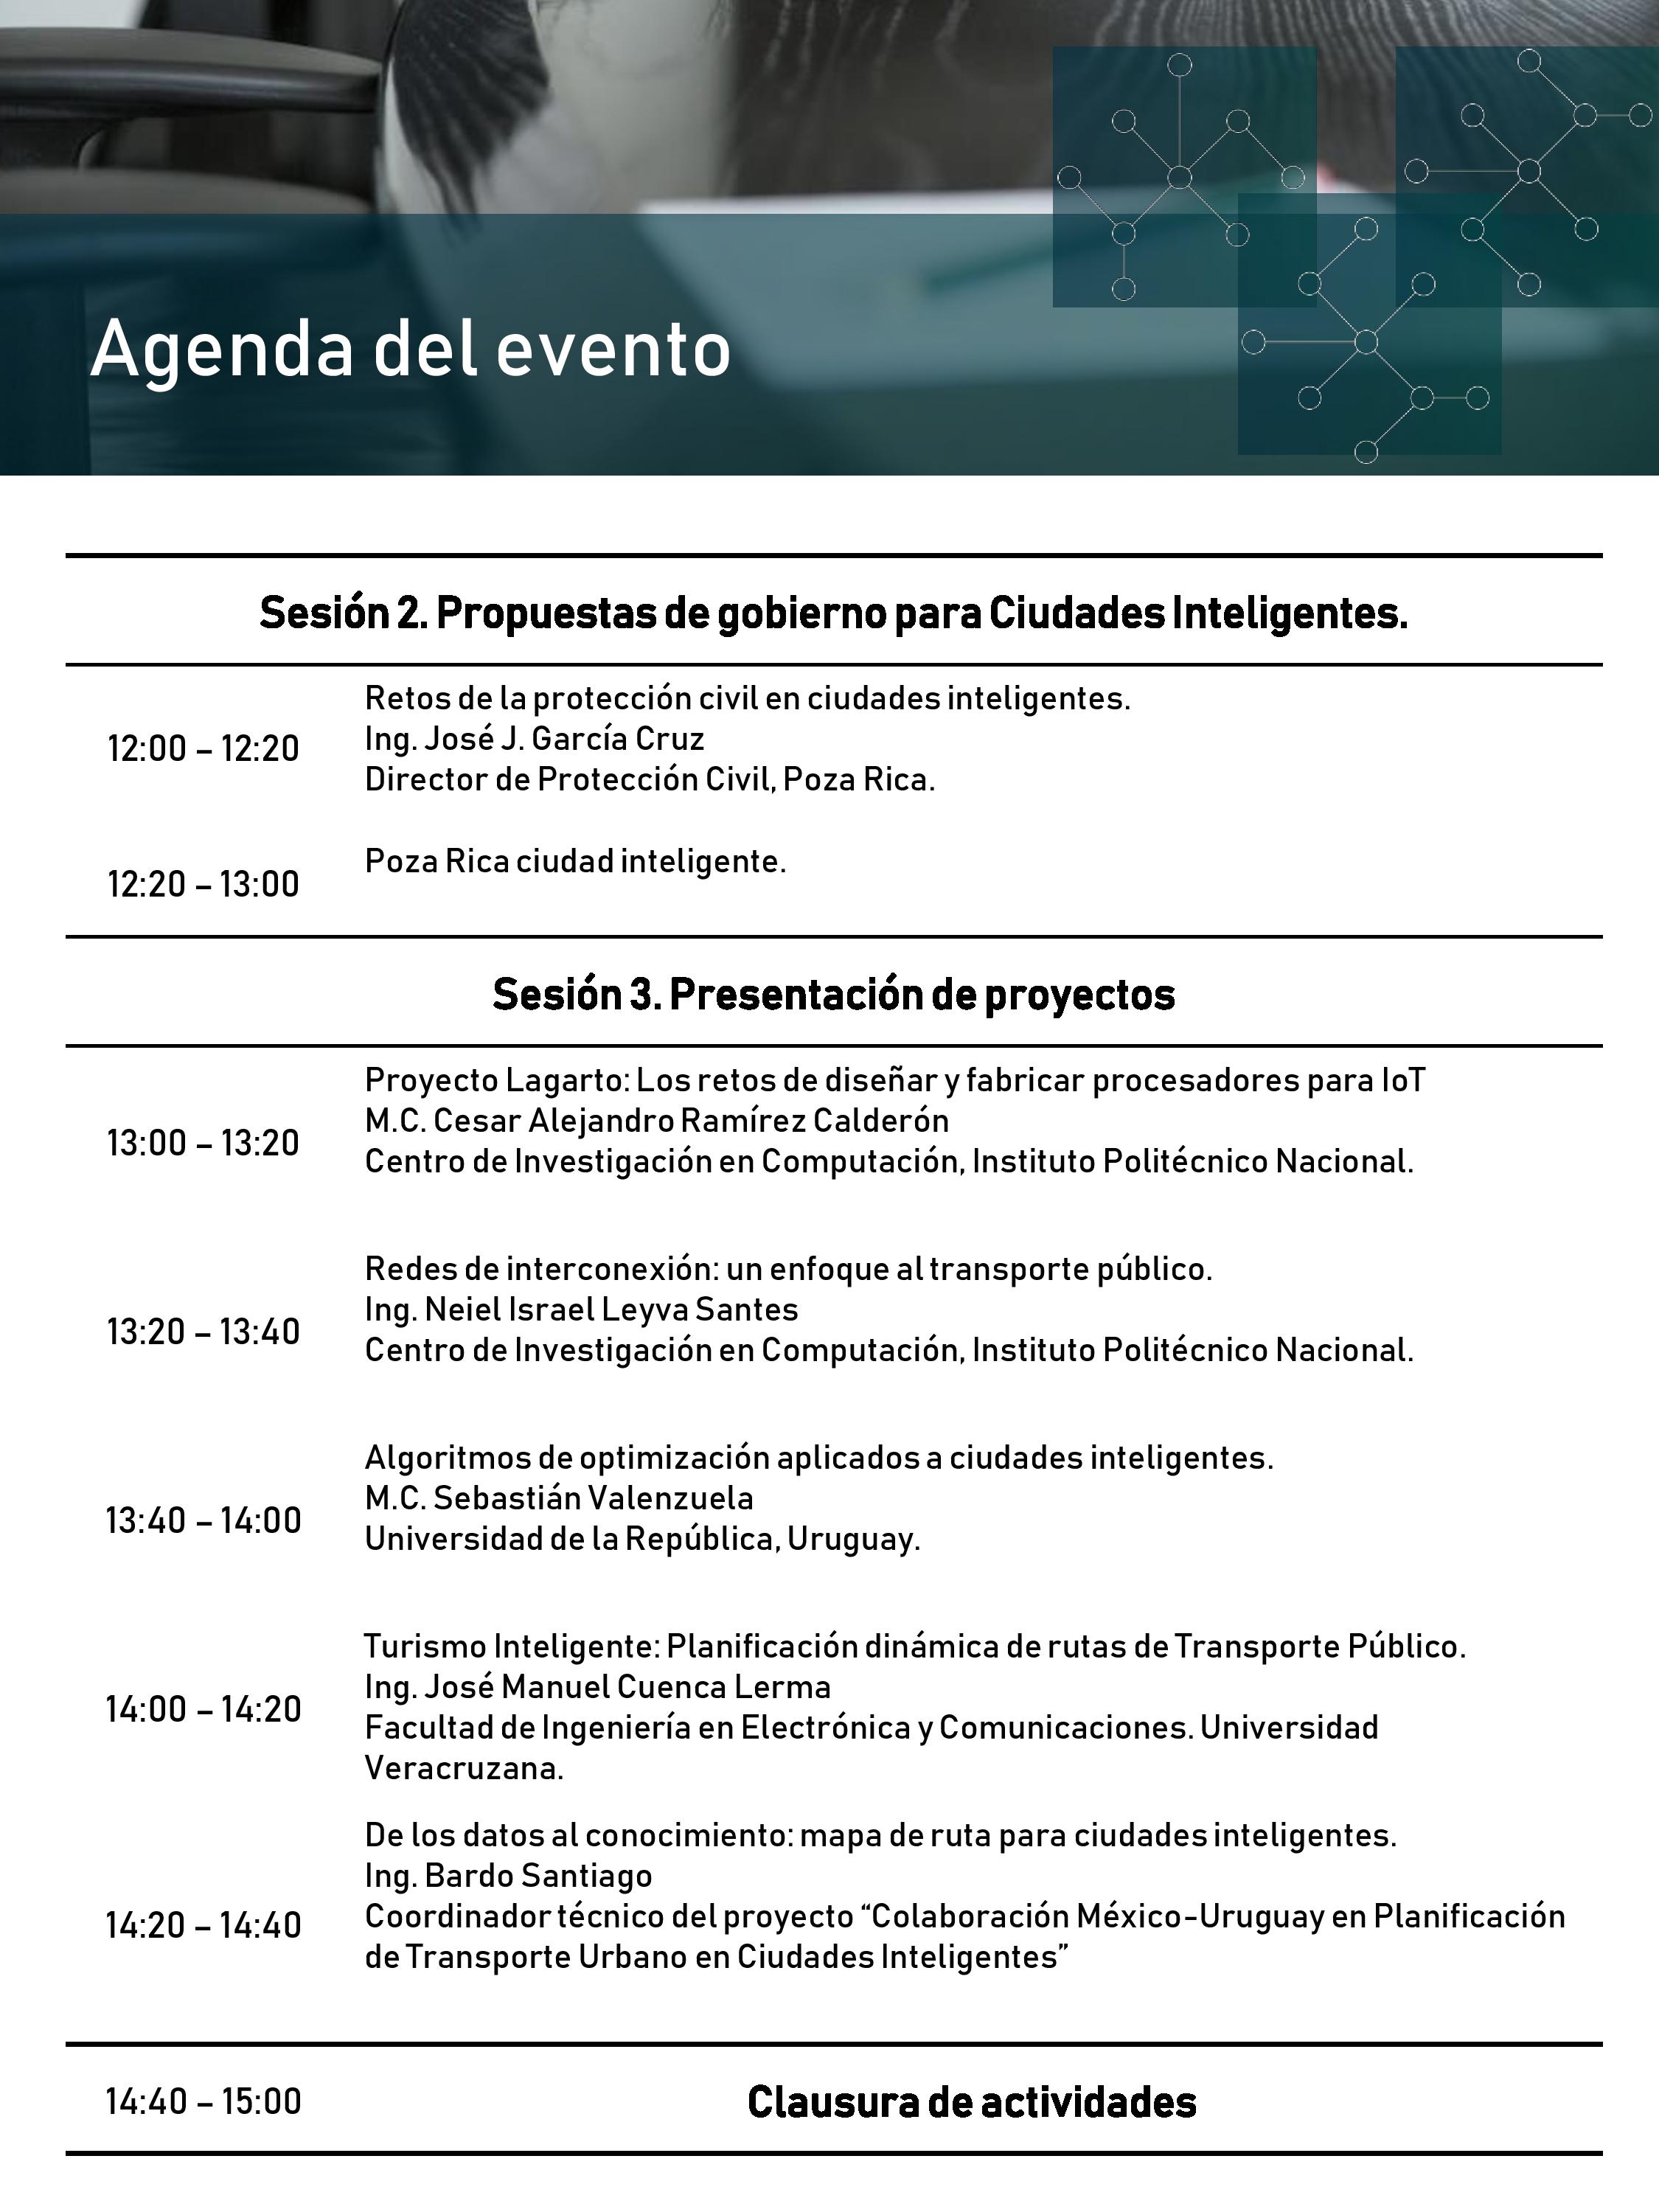 Agenda del evento
Sesión 2. Propuestas de gobierno para Ciudades Inteligentes.
12:00 – 12:20
Retos de la protección civil en ciudades inteligentes.
Ing. José J. García Cruz
Director de Protección Civil, Poza Rica.
12:20 – 13:00
Poza Rica ciudad inteligente.
Sesión 3. Presentación de proyectos
13:00 – 13:20
Proyecto Lagarto: Los retos de diseñar y fabricar procesadores para IoT
M.C. Cesar Alejandro Ramírez Calderón
Centro de Investigación en Computación, Instituto Politécnico Nacional.
13:20 – 13:40
Redes de interconexión: un enfoque al transporte público.
Ing. Neiel Israel Leyva Santes
Centro de Investigación en Computación, Instituto Politécnico Nacional.
13:40 – 14:00
Algoritmos de optimización aplicados a ciudades inteligentes.
M.C. Sebastián Valenzuela
Universidad de la República, Uruguay.
14:00 – 14:20
Turismo Inteligente: Planificación dinámica de rutas de Transporte Público.
Ing. José Manuel Cuenca Lerma
Facultad de Ingeniería en Electrónica y Comunicaciones. Universidad
Veracruzana.
14:20 – 14:40
De los datos al conocimiento: mapa de ruta para ciudades inteligentes.
Ing. Bardo Santiago
Coordinador técnico del proyecto “Colaboración México-Uruguay en Planificación
de Transporte Urbano en Ciudades Inteligentes”
14:40 – 15:00
Clausura de actividades